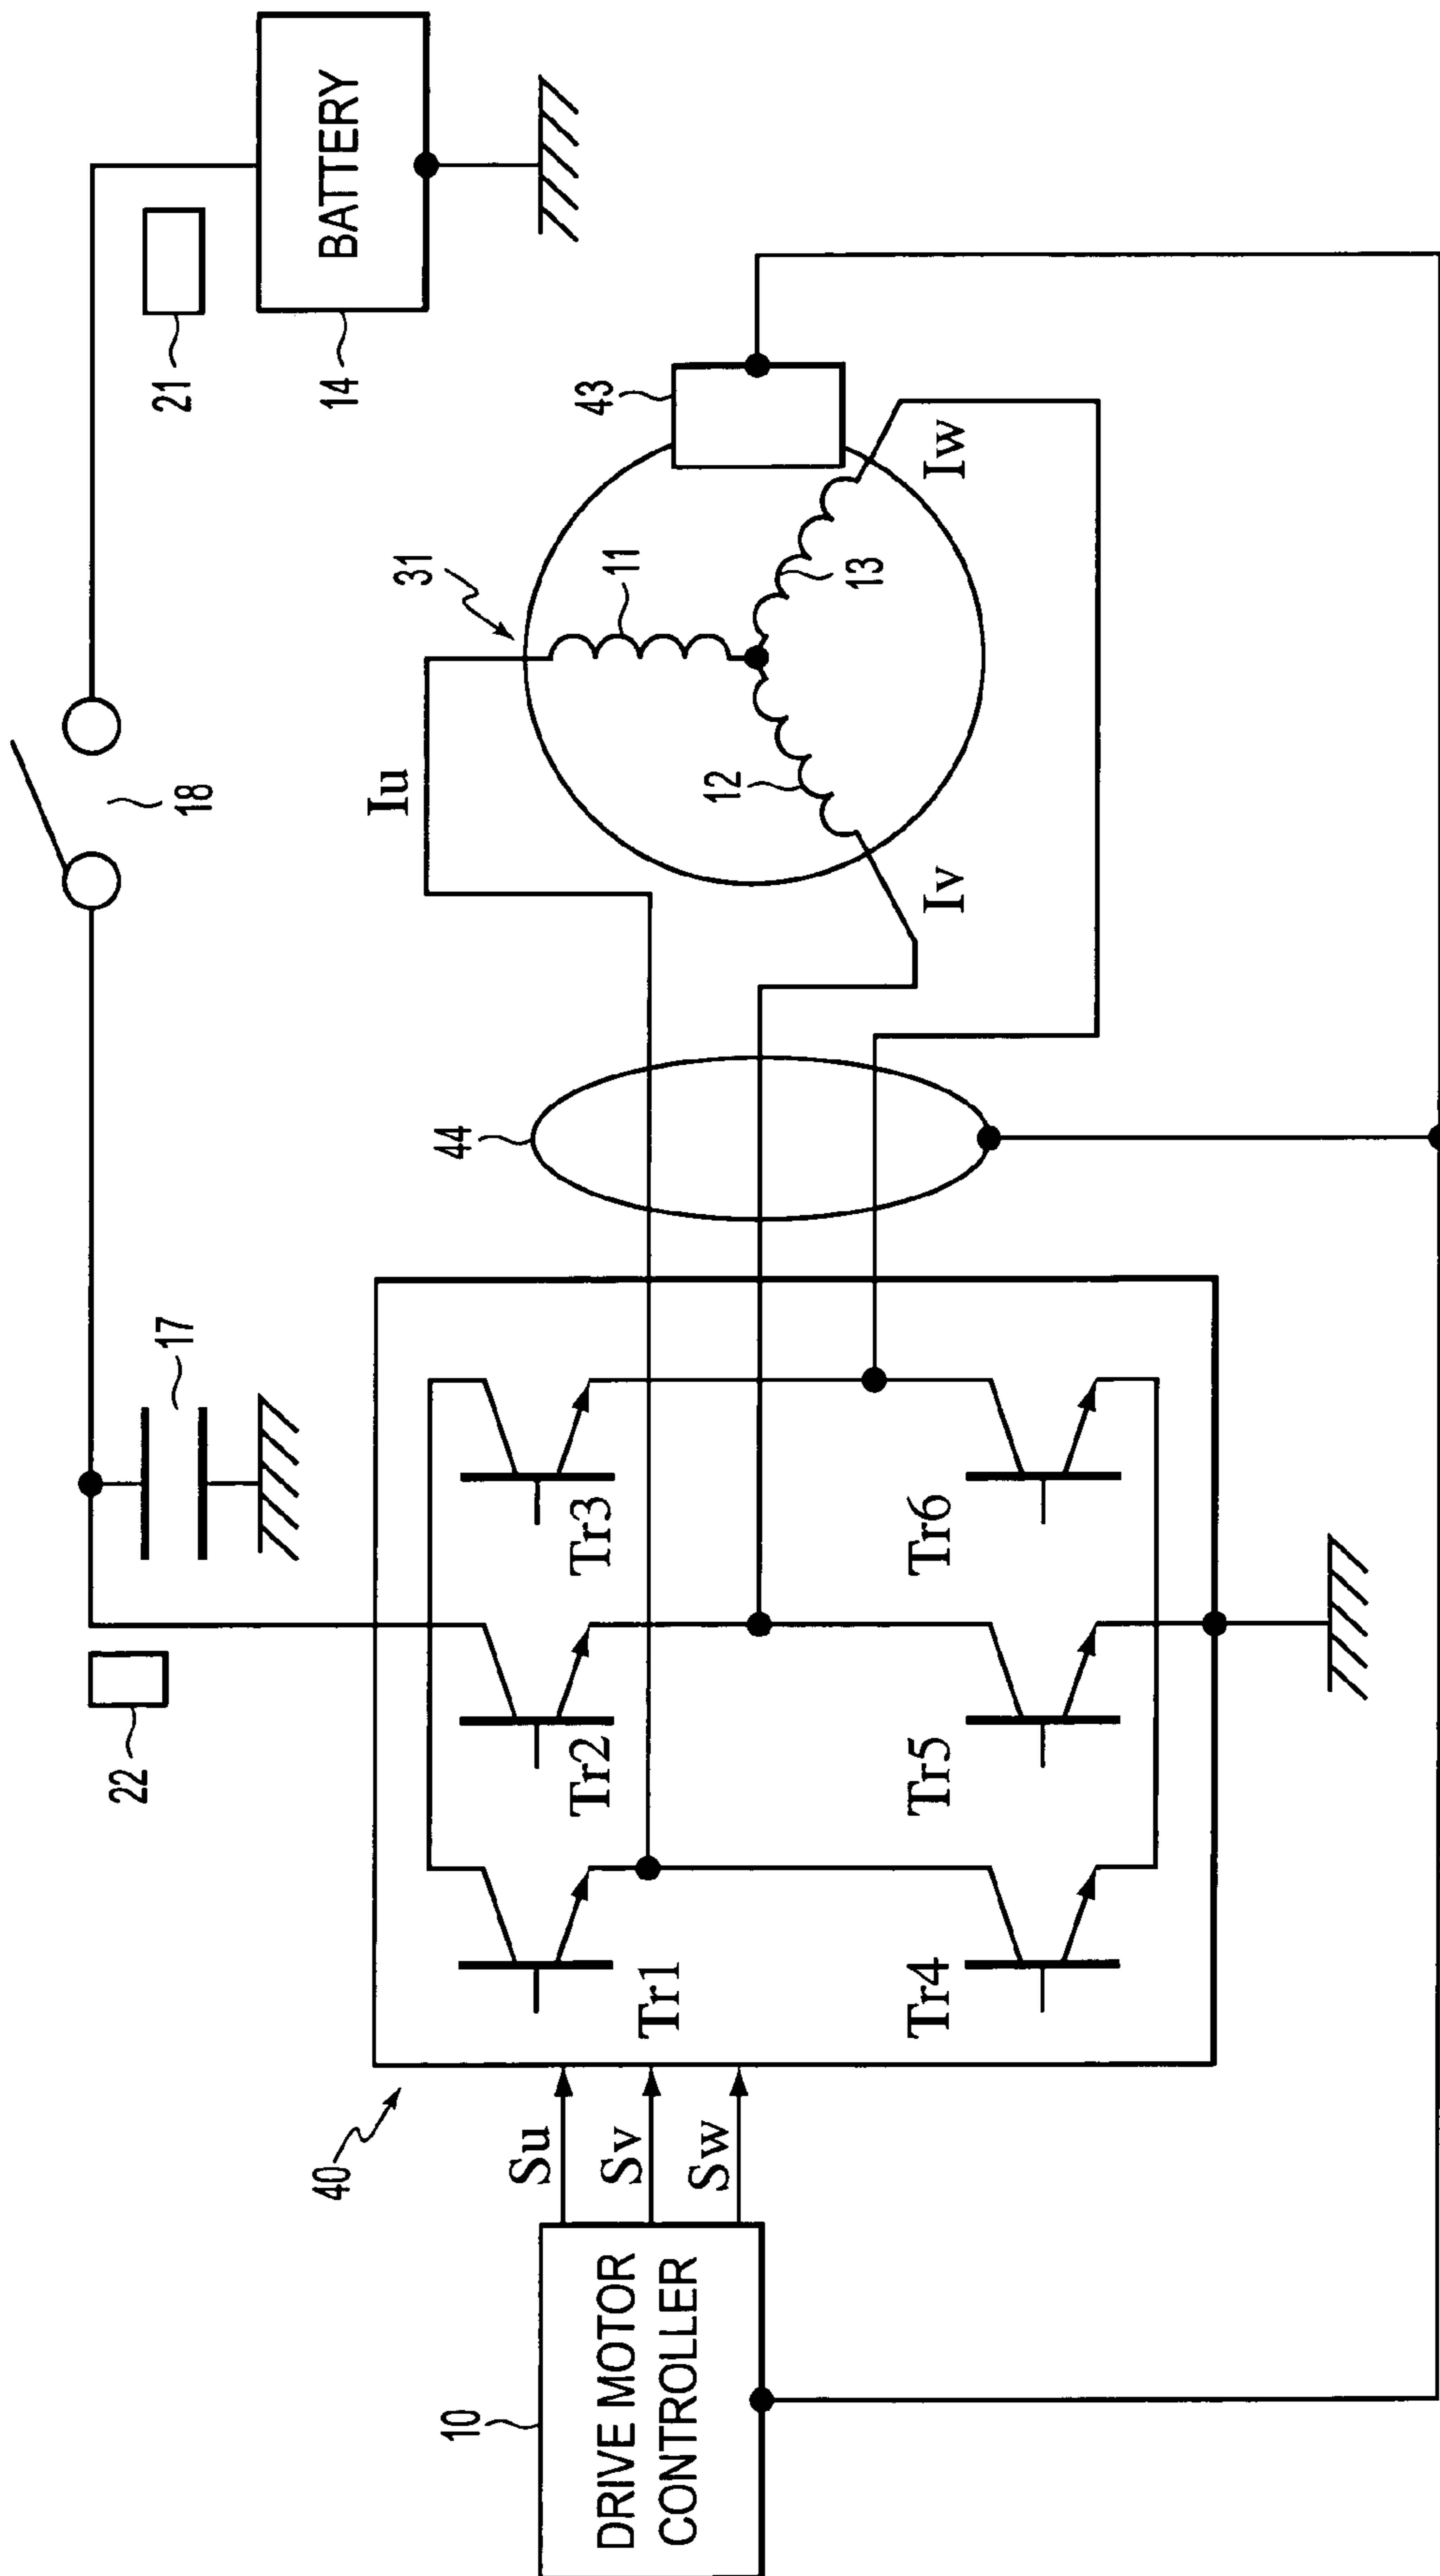 DRIVE MOTOR
CONTROLLER
10
Su
Sv
Sw
40
22
17
18
21
BATTERY
14
Tr1
Tr2
Tr3
Tr4
Tr5
Tr6
44
Iu
Iv
Iw
31
11
12
13
43